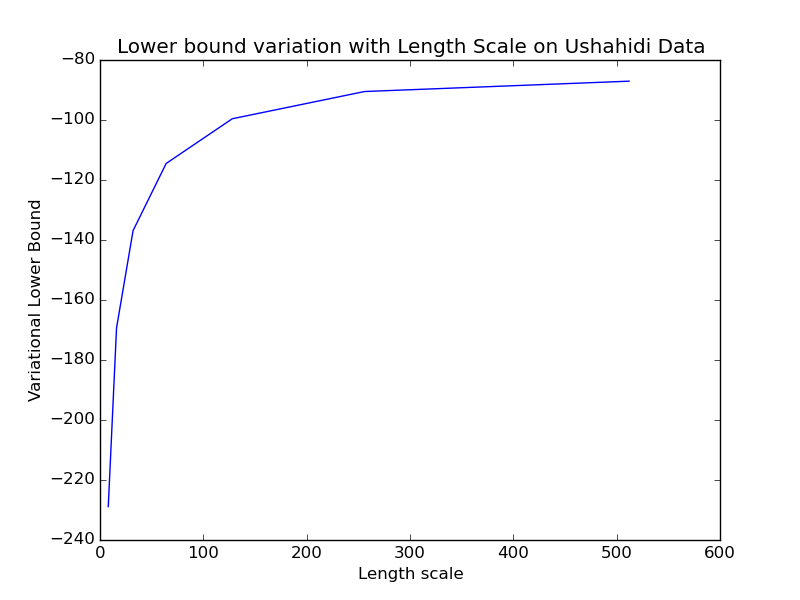 Lower bound variation with Length Scale on Ushahidi Data
−80
−100
−120
−140
−160
−180
−200
−220
−240
Variational Lower Bound
0 100 200 300 400 500 600
Length scale